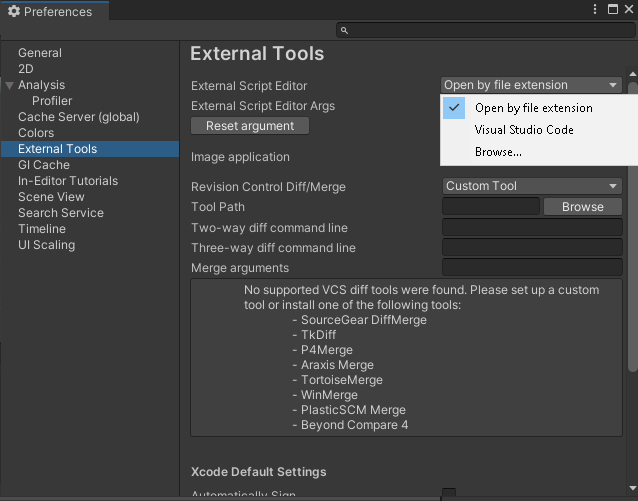 Preferences
General
2D
Analysis
Profiler
Cache Server (global)
Colors
External Tools
GI Cache
In-Editor Tutorials
Scene View
Search Service
Timeline
UI Scaling
External Tools
External Script Editor
Open by file extension
Open by file extension
Visual Studio Code
Browse...
External Script Editor Args
Reset argument
Image application
Revision Control Diff/Merge
Custom Tool
Tool Path
Browse
Two-way diff command line
Three-way diff command line
Merge arguments
No supported VCS diff tools were found. Please set up a custom
tool or install one of the following tools:
- SourceGear DiffMerge
- TkDiff
- P4Merge
- Araxis Merge
- TortoiseMerge
- WinMerge
- PlasticSCM Merge
- Beyond Compare 4
Xcode Default Settings
Automatically Sign